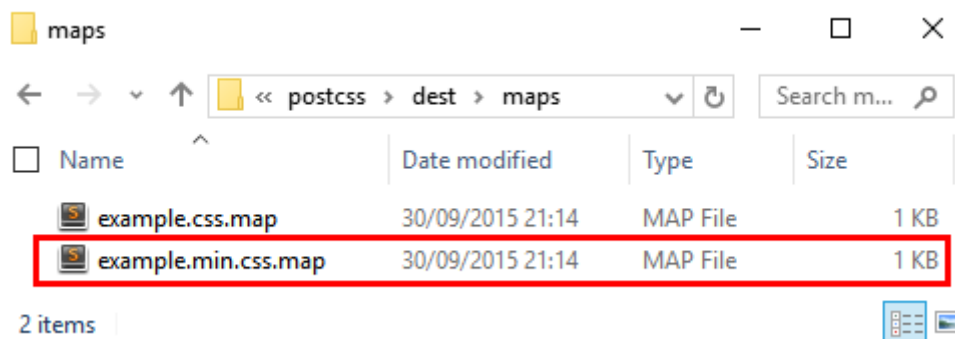 maps
« postcss > dest > maps Search m...
Name Date modified Type Size
example.css.map 30/09/2015 21:14 MAP File 1 KB
example.min.css.map 30/09/2015 21:14 MAP File 1 KB
2 items